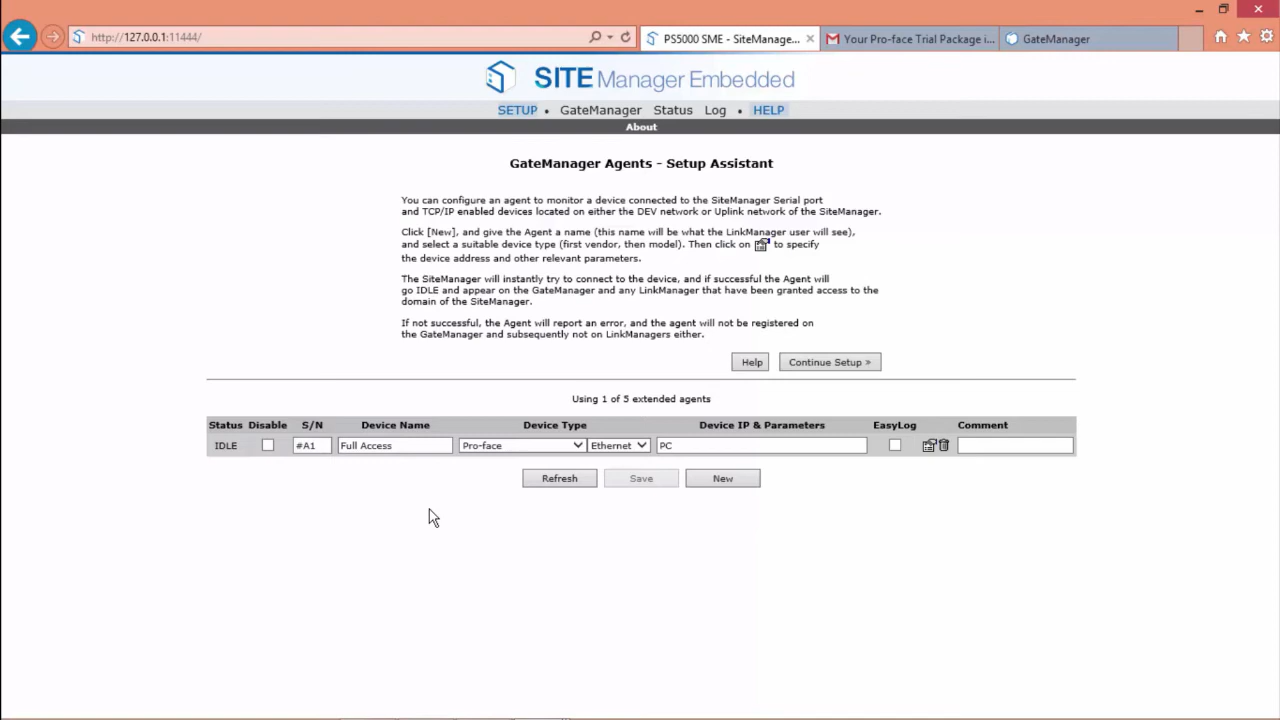 http://127.0.0.1:11444/
PS5000 SME - SiteManage...
Your Pro-face Trial Package i...
GateManager
SITE Manager Embedded
SETUP • GateManager Status Log • HELP
About
GateManager Agents - Setup Assistant
You can configure an agent to monitor a device connected to the SiteManager Serial port
and TCP/IP enabled devices located on either the DEV network or Uplink network of the SiteManager.
Click [New], and give the Agent a name (this name will be what the LinkManager user will see),
and select a suitable device type (first vendor, then model). Then click on to specify
the device address and other relevant parameters.
The SiteManager will instantly try to connect to the device, and if successful the Agent will
go IDLE and appear on the GateManager and any LinkManager that have been granted access to the
domain of the SiteManager.
If not successful, the Agent will report an error, and the agent will not be registered on
the GateManager and subsequently not on LinkManagers either.
Help Continue Setup »
Using 1 of 5 extended agents
Status Disable S/N Device Name Device Type Device IP & Parameters EasyLog Comment
IDLE #A1 Full Access Pro-face Ethernet PC
Refresh Save New